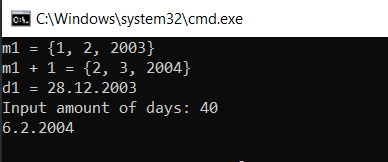 C:\Windows\system32\cmd.exe
m1 = {1, 2, 2003}
m1 + 1 = {2, 3, 2004}
d1 = 28.12.2003
Input amount of days: 40
6.2.2004